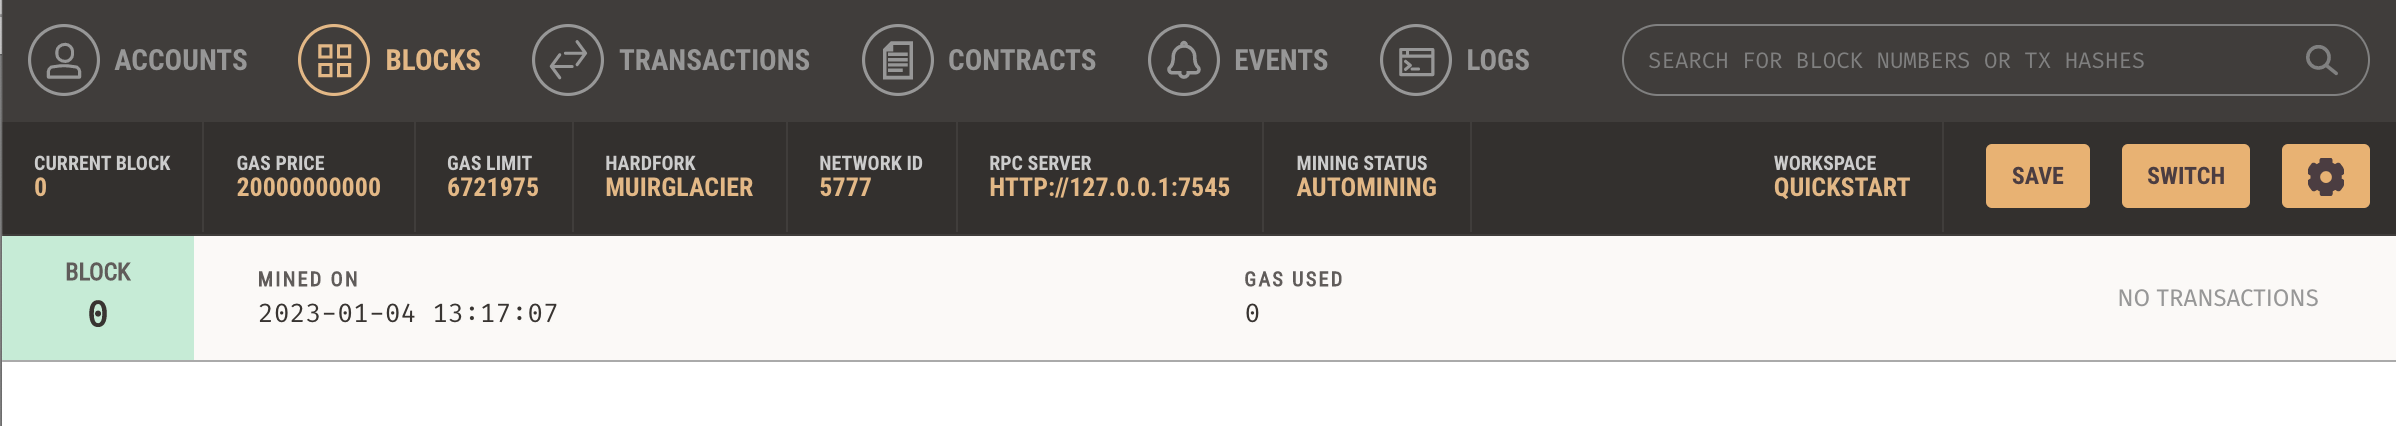 ACCOUNTS BLOCKS TRANSACTIONS CONTRACTS EVENTS LOGS SEARCH FOR BLOCK NUMBERS OR TX HASHES
CURRENT BLOCK GAS PRICE GAS LIMIT HARDFORK NETWORK ID RPC SERVER MINING STATUS WORKSPACE
0 20000000000 6721975 MUIRGLACIER 5777 HTTP://127.0.0.1:7545 AUTOMINING QUICKSTART SAVE SWITCH
BLOCK MINED ON GAS USED
0 2023-01-04 13:17:07 0 NO TRANSACTIONS